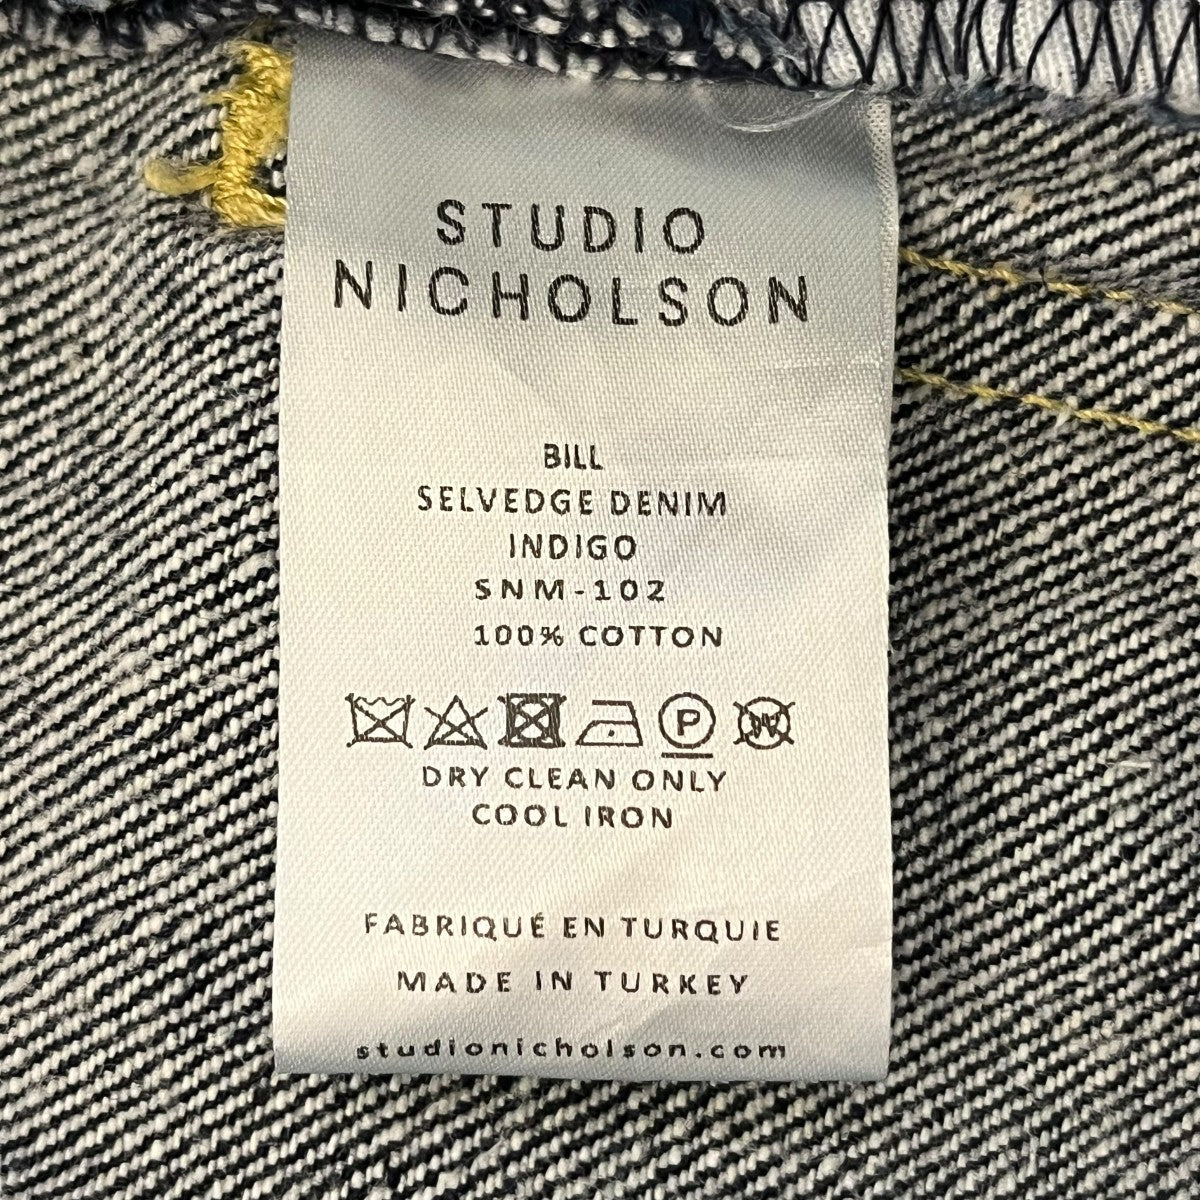 STUDIO
NICHOLSON
BILL
SELVEDGE DENIM
INDIGO
SNM-102
100% COTTON
P W
DRY CLEAN ONLY
COOL IRON
FABRIQUÉ EN TURQUIE
MADE IN TURKEY
studionicholson.com